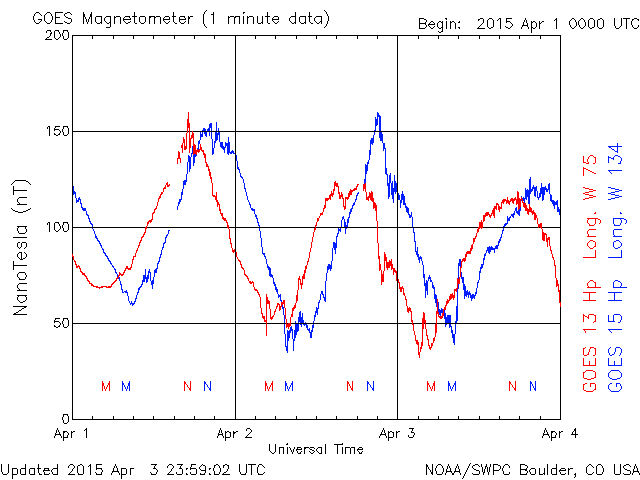 GOES Magnetometer (1 minute data)
Begin: 2015 Apr 1 0000 UTC
200
150
100
50
0
NanoTesla (nT)
M M N N M M N N M M N N
Apr 1 Apr 2 Apr 3 Apr 4
Universal Time
GOES 13 Hp Long. W 75
GOES 15 Hp Long. W 134
Updated 2015 Apr 3 23:59:02 UTC
NOAA/SWPC Boulder, CO USA